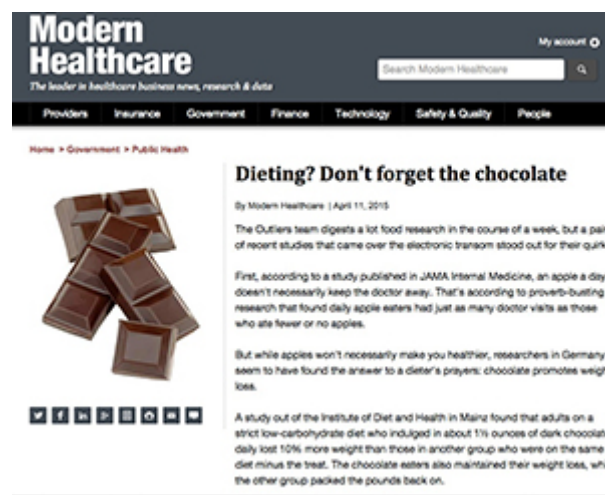 Modern
Healthcare
The leader in healthcare business news, research & data
My account
Search Modern Healthcare
Providers Insurance Government Finance Technology Safety & Quality People
Home > Government > Public Health
Dieting? Don't forget the chocolate
By Modern Healthcare | April 11, 2015
The Outliers team digests a lot food research in the course of a week, but a pair
of recent studies that came over the electronic transom stood out for their quirk
First, according to a study published in JAMA Internal Medicine, an apple a day
doesn't necessarily keep the doctor away. That's according to proverb-busting
research that found daily apple eaters had just as many doctor visits as those
who ate fewer or no apples.
But while apples won't necessarily make you healthier, researchers in Germany
seem to have found the answer to a dieter's prayers: chocolate promotes weigh
loss.
A study out of the Institute of Diet and Health in Mainz found that adults on a
strict low-carbohydrate diet who indulged in about 1½ ounces of dark chocolat
daily lost 10% more weight than those in another group who were on the same
diet minus the treat. The chocolate eaters also maintained their weight loss, whi
the other group packed the pounds back on.